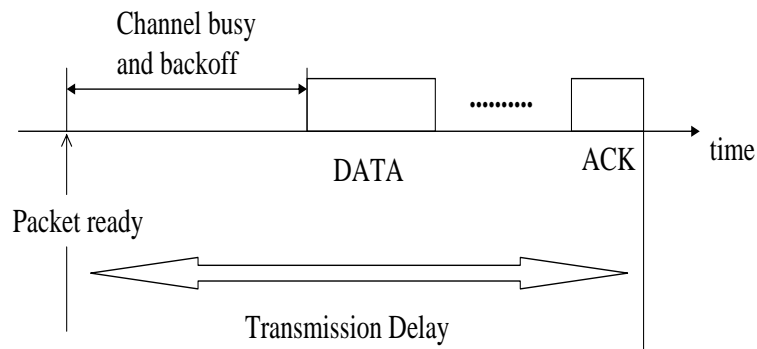 Channel busy
and backoff
DATA
ACK
time
Packet ready
Transmission Delay